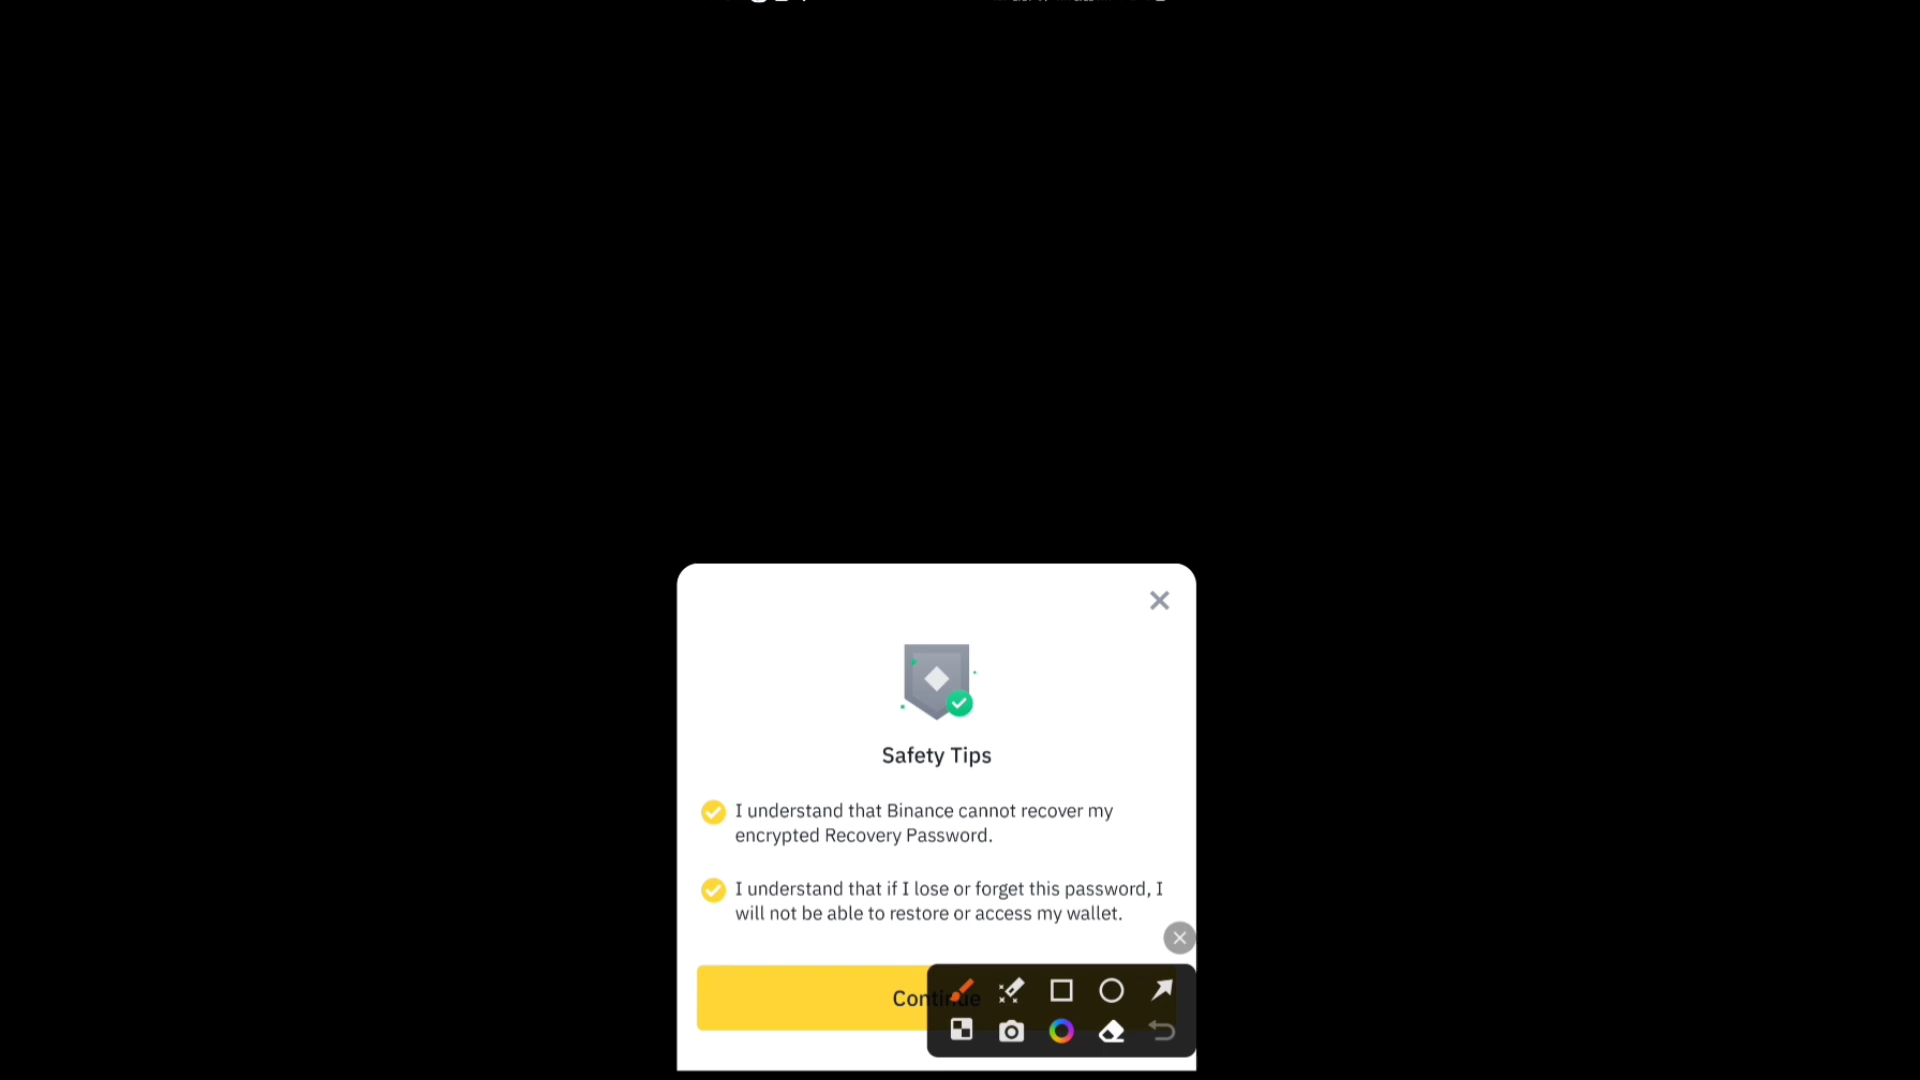 Safety Tips
I understand that Binance cannot recover my
encrypted Recovery Password.
I understand that if I lose or forget this password, I
will not be able to restore or access my wallet.
Continue